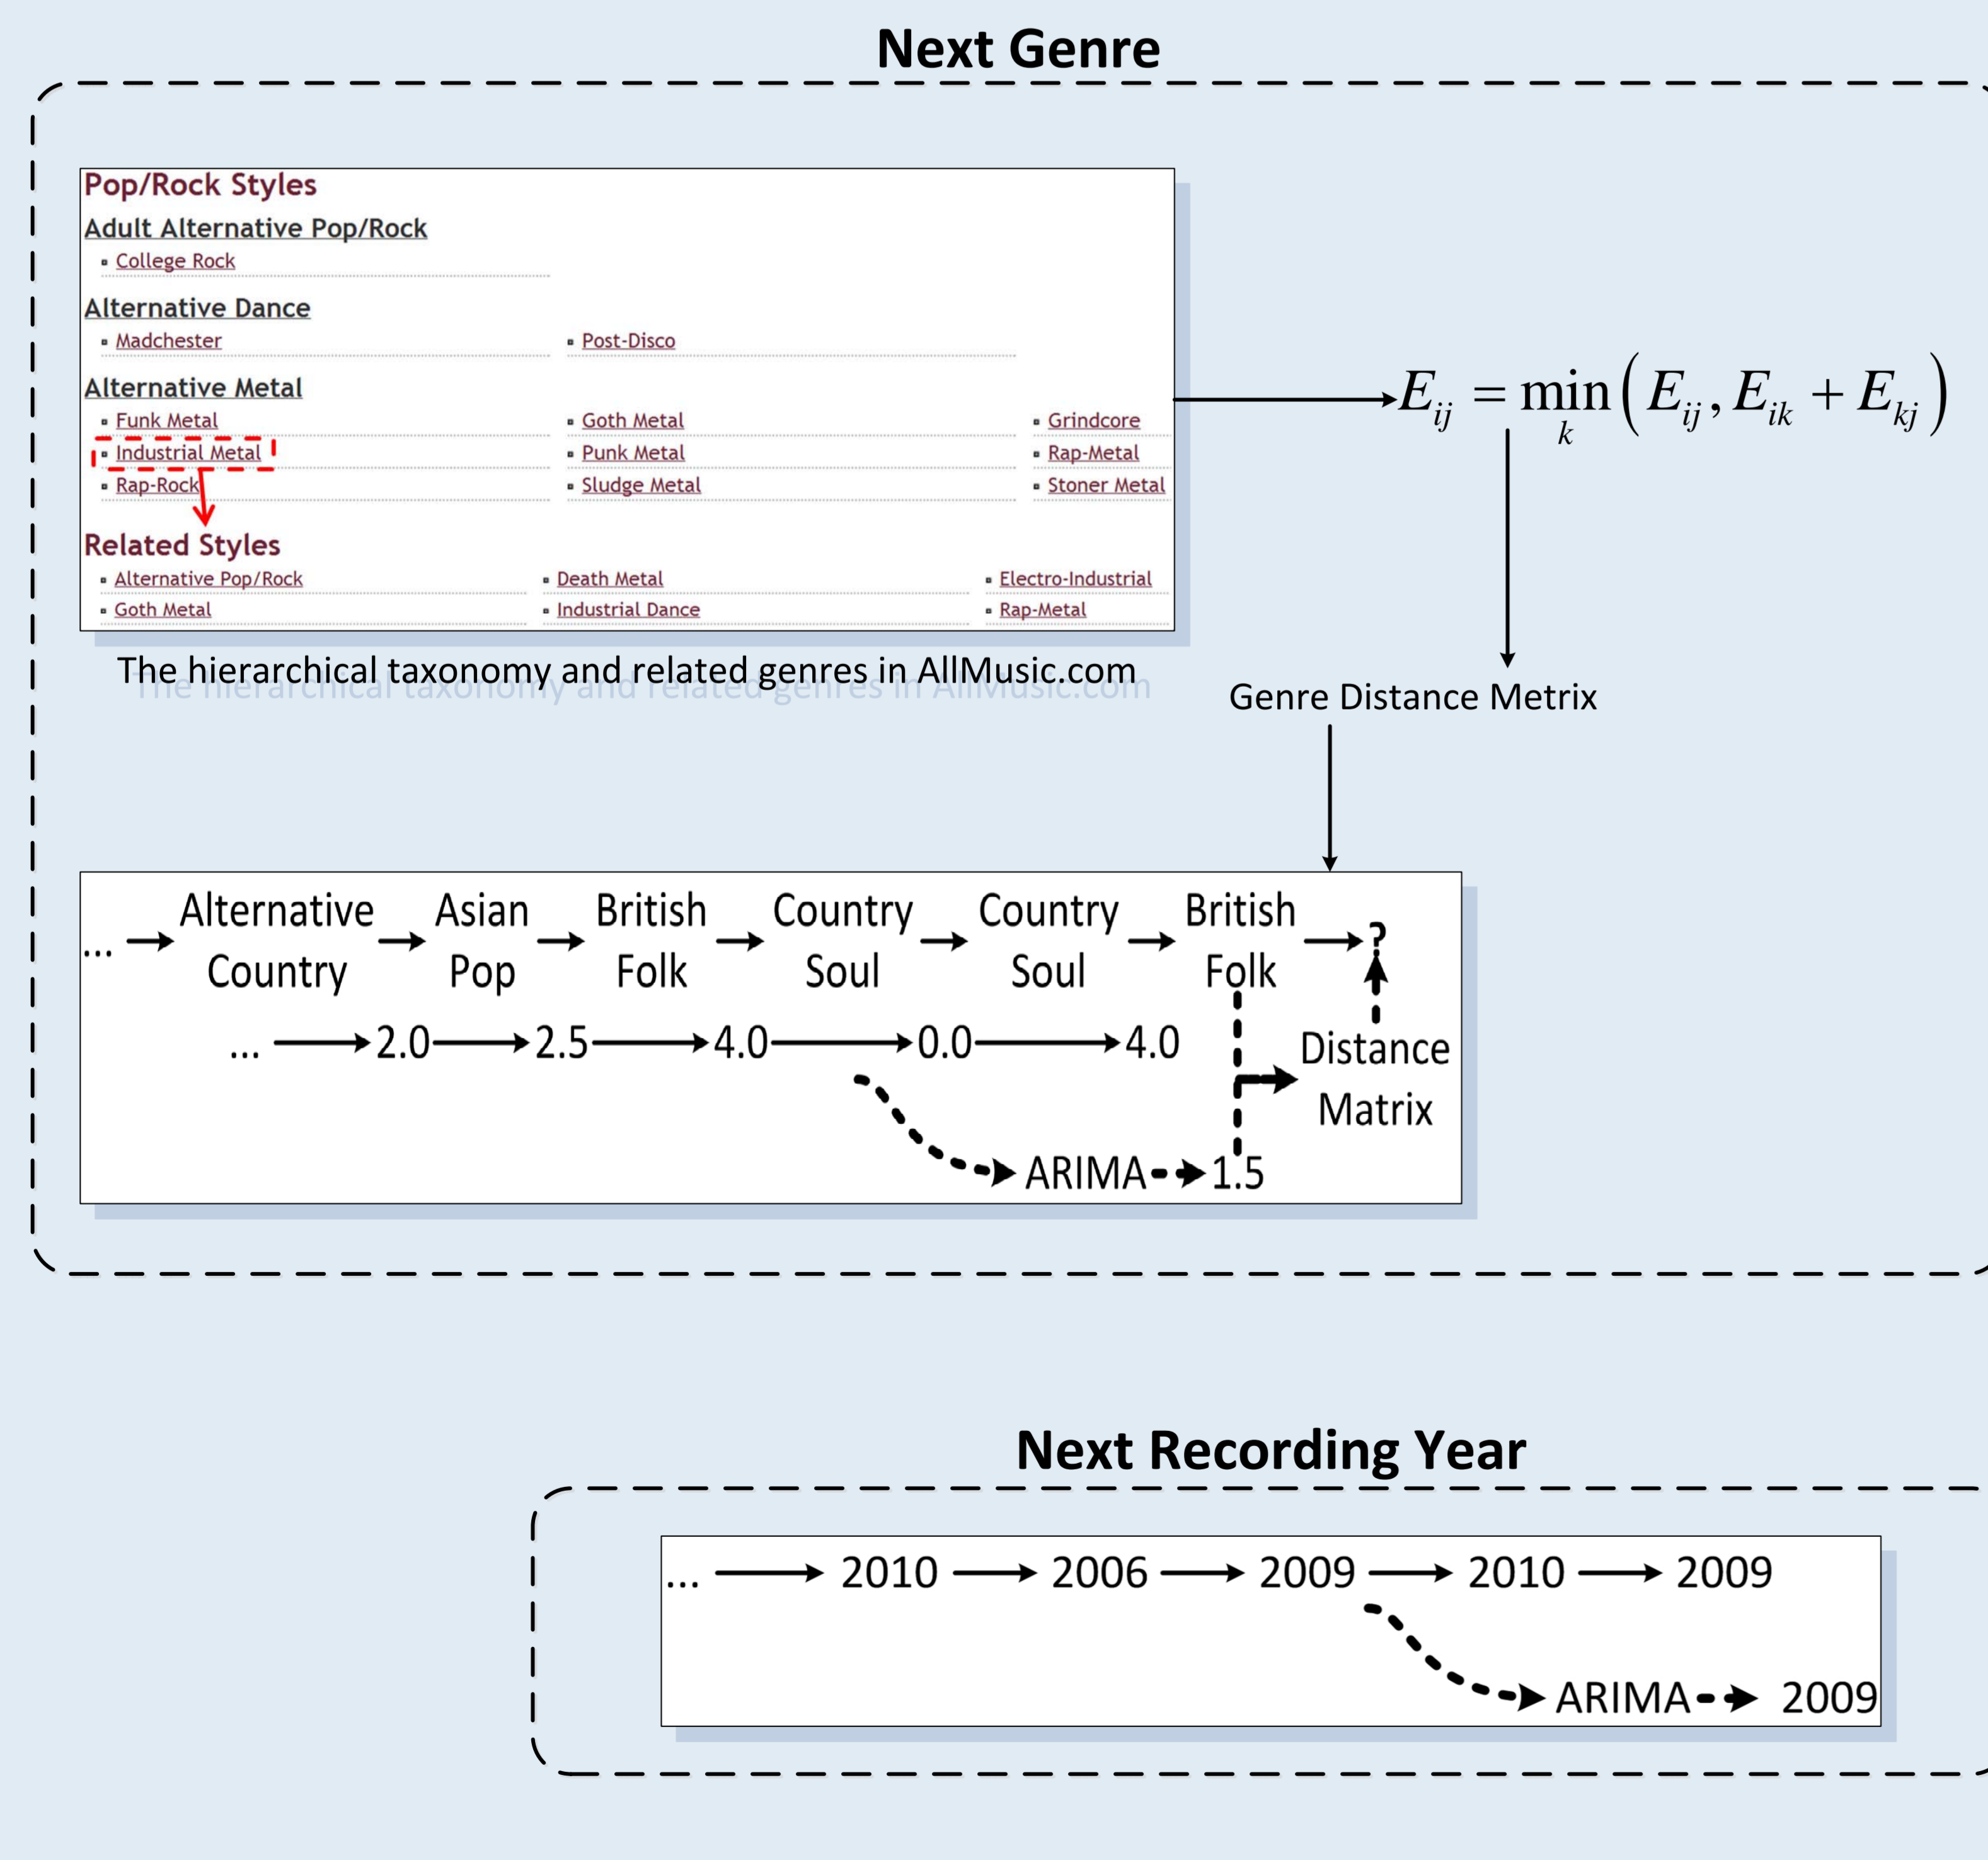 Next Genre
Pop/Rock Styles
Adult Alternative Pop/Rock
College Rock
Alternative Dance
Madchester Post-Disco
Alternative Metal
Funk Metal Goth Metal Grindcore
Industrial Metal Punk Metal Rap-Metal
Rap-Rock Sludge Metal Stoner Metal
Related Styles
Alternative Pop/Rock Death Metal Electro-Industrial
Goth Metal Industrial Dance Rap-Metal
The hierarchical taxonomy and related genres in AllMusic.com
E_ij = min_k (E_ij, E_ik + E_kj)
Genre Distance Metrix
... Alternative Country Asian Pop British Folk Country Soul Country Soul British Folk ?
... 2.0 2.5 4.0 0.0 4.0
Distance
Matrix
ARIMA 1.5
Next Recording Year
... 2010 2006 2009 2010 2009
ARIMA 2009